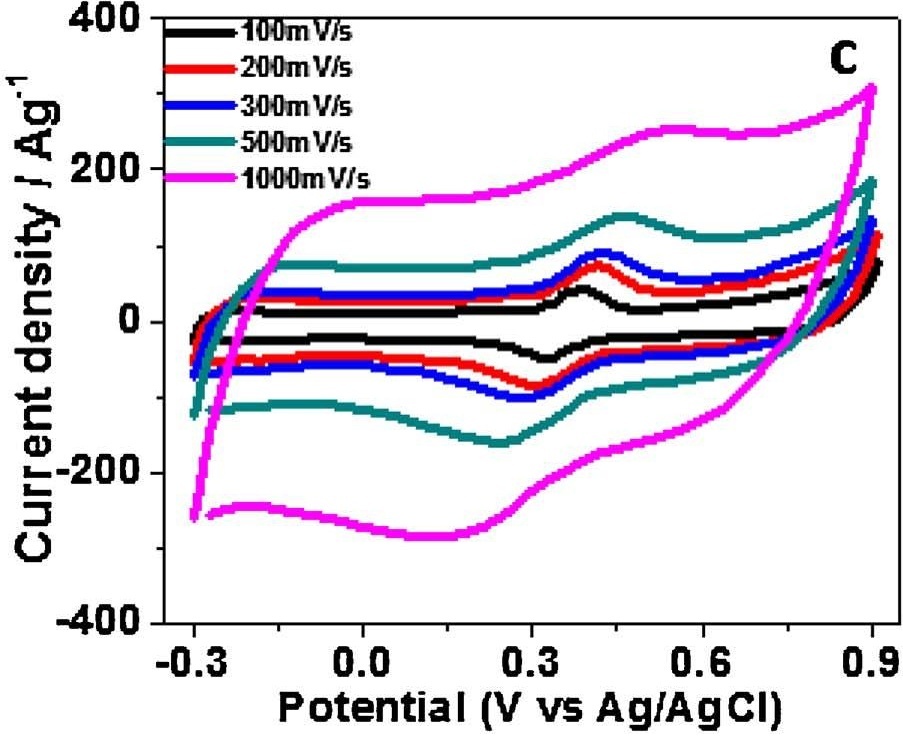 400
200
0
-200
-400
Current density / Ag-1
100mV/s
200mV/s
300mV/s
500mV/s
1000mV/s
C
-0.3 0.0 0.3 0.6 0.9
Potential (V vs Ag/AgCl)